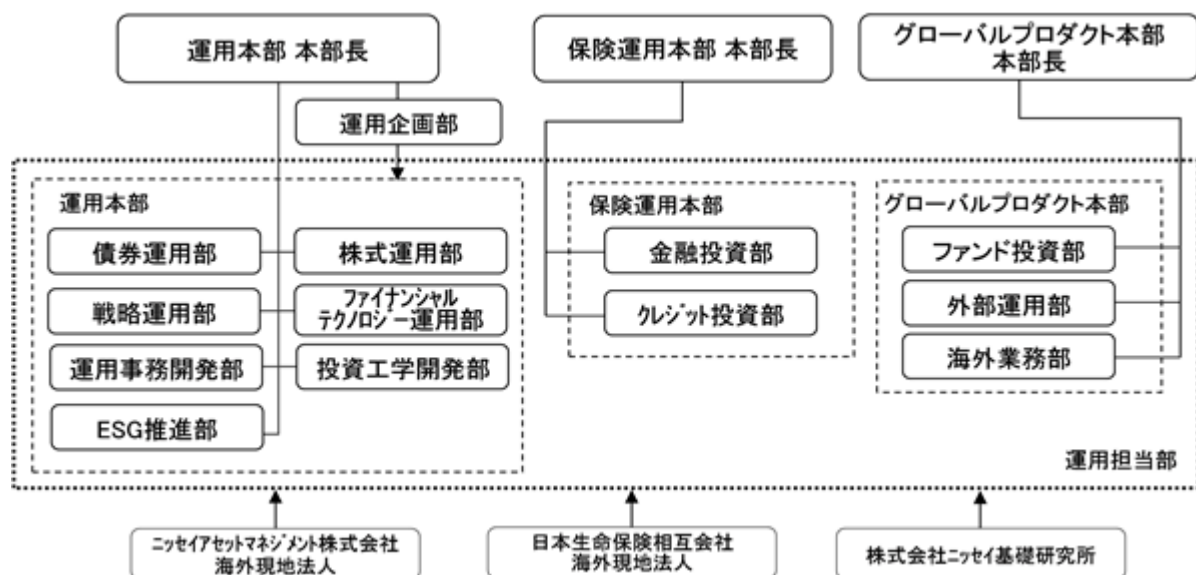 運用本部 本部長
保険運用本部 本部長
グローバルプロダクト本部
本部長
運用企画部
運用本部
債券運用部
株式運用部
戦略運用部
ファイナンシャル
テクノロジー運用部
運用事務開発部
投資工学開発部
ESG推進部
保険運用本部
金融投資部
クレジット投資部
グローバルプロダクト本部
ファンド投資部
外部運用部
海外業務部
運用担当部
ニッセイアセットマネジメント株式会社
海外現地法人
日本生命保険相互会社
海外現地法人
株式会社ニッセイ基礎研究所